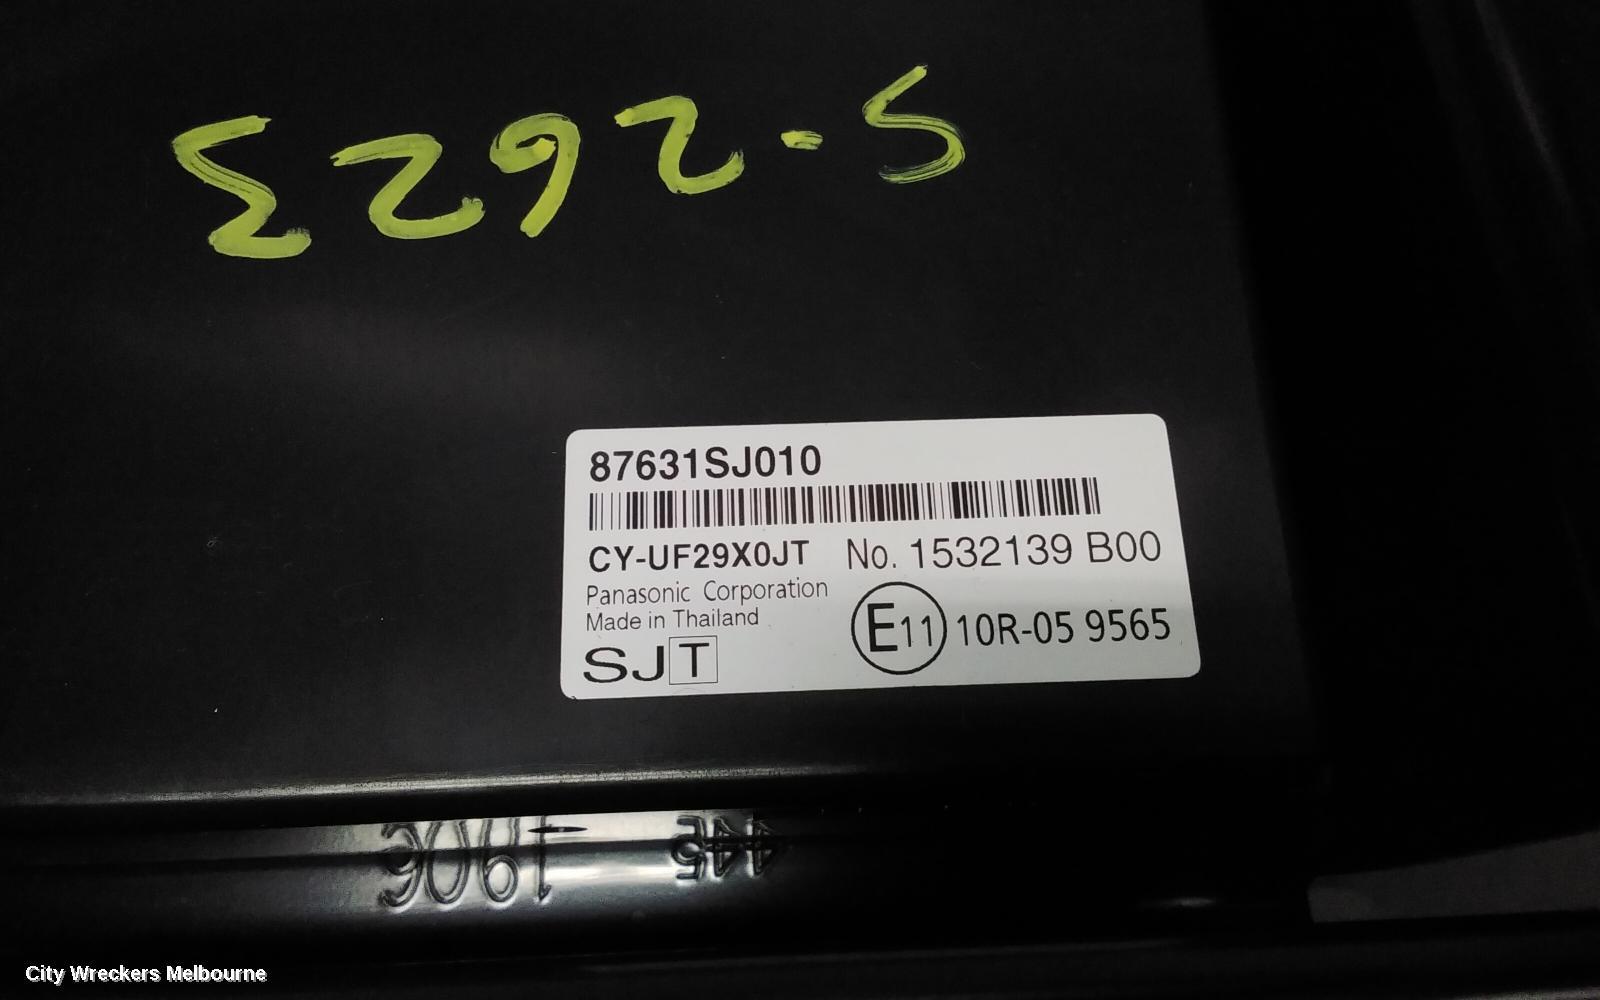 S-2623
87631SJ010
CY-UF29X0JT No. 1532139 B00
Panasonic Corporation
Made in Thailand
E11 10R-05 9565
SJT
City Wreckers Melbourne